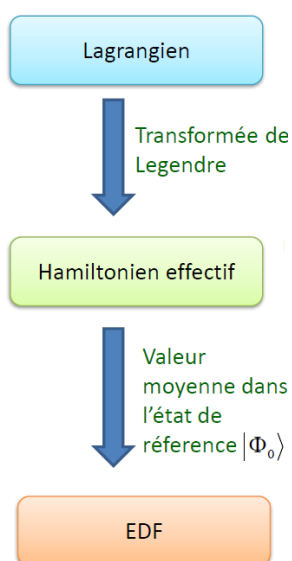 Lagrangien
Transformée de
Legendre
Hamiltonien effectif
Valeur
moyenne dans
l'état de
réference |Φ₀⟩
EDF